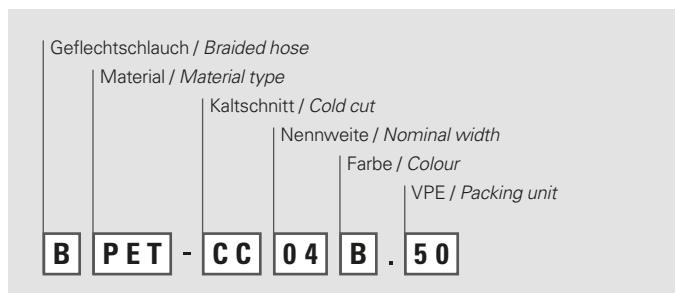 Geflechtschlauch / Braided hose
Material / Material type
Kaltschnitt / Cold cut
Nennweite / Nominal width
Farbe / Colour
VPE / Packing unit
B PET - CC 04 B . 50